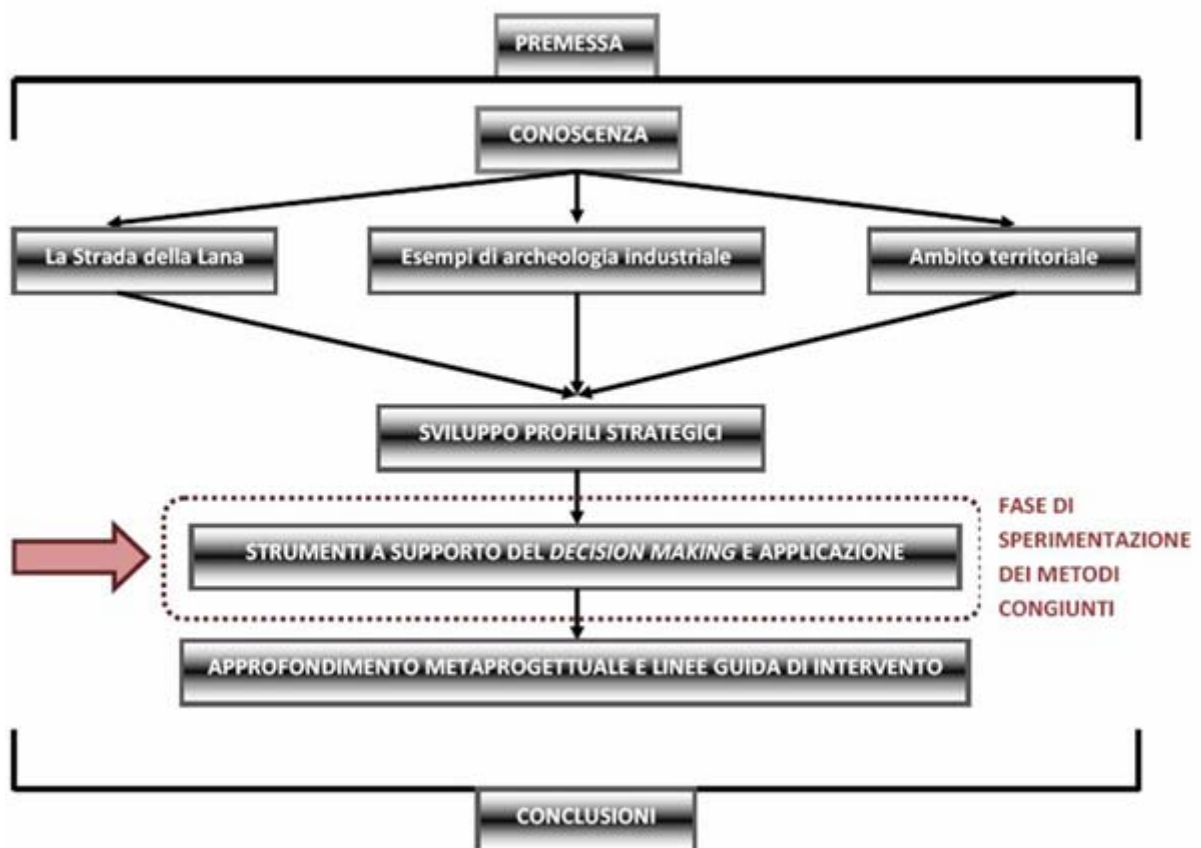 PREMESSA
CONOSCENZA
La Strada della Lana
Esempi di archeologia industriale
Ambito territoriale
SVILUPPO PROFILI STRATEGICI
STRUMENTI A SUPPORTO DEL DECISION MAKING E APPLICAZIONE
FASE DI
SPERIMENTAZIONE
DEI METODI
CONGIUNTI
APPROFONDIMENTO METAPROGETTUALE E LINEE GUIDA DI INTERVENTO
CONCLUSIONI